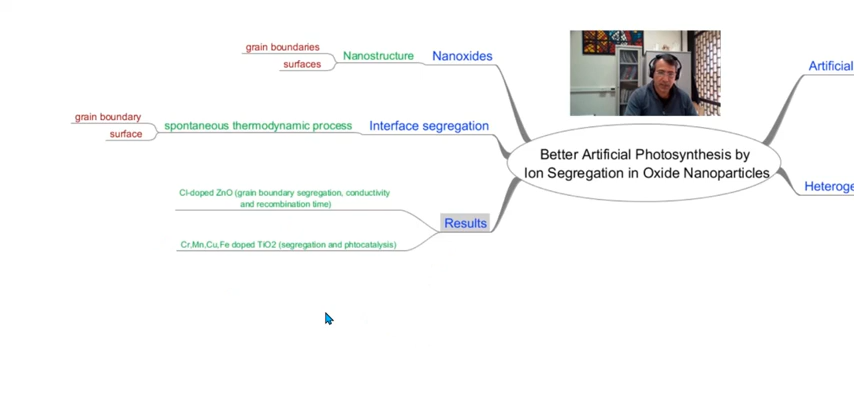 grain boundaries
surfaces
Nanostructure
Nanoxides
Artificial
grain boundary
surface
spontaneous thermodynamic process
Interface segregation
Better Artificial Photosynthesis by
Ion Segregation in Oxide Nanoparticles
Heteroge
Cl-doped ZnO (grain boundary segregation, conductivity
and recombination time)
Results
Cr,Mn,Cu,Fe doped TiO2 (segregation and phtocatalysis)